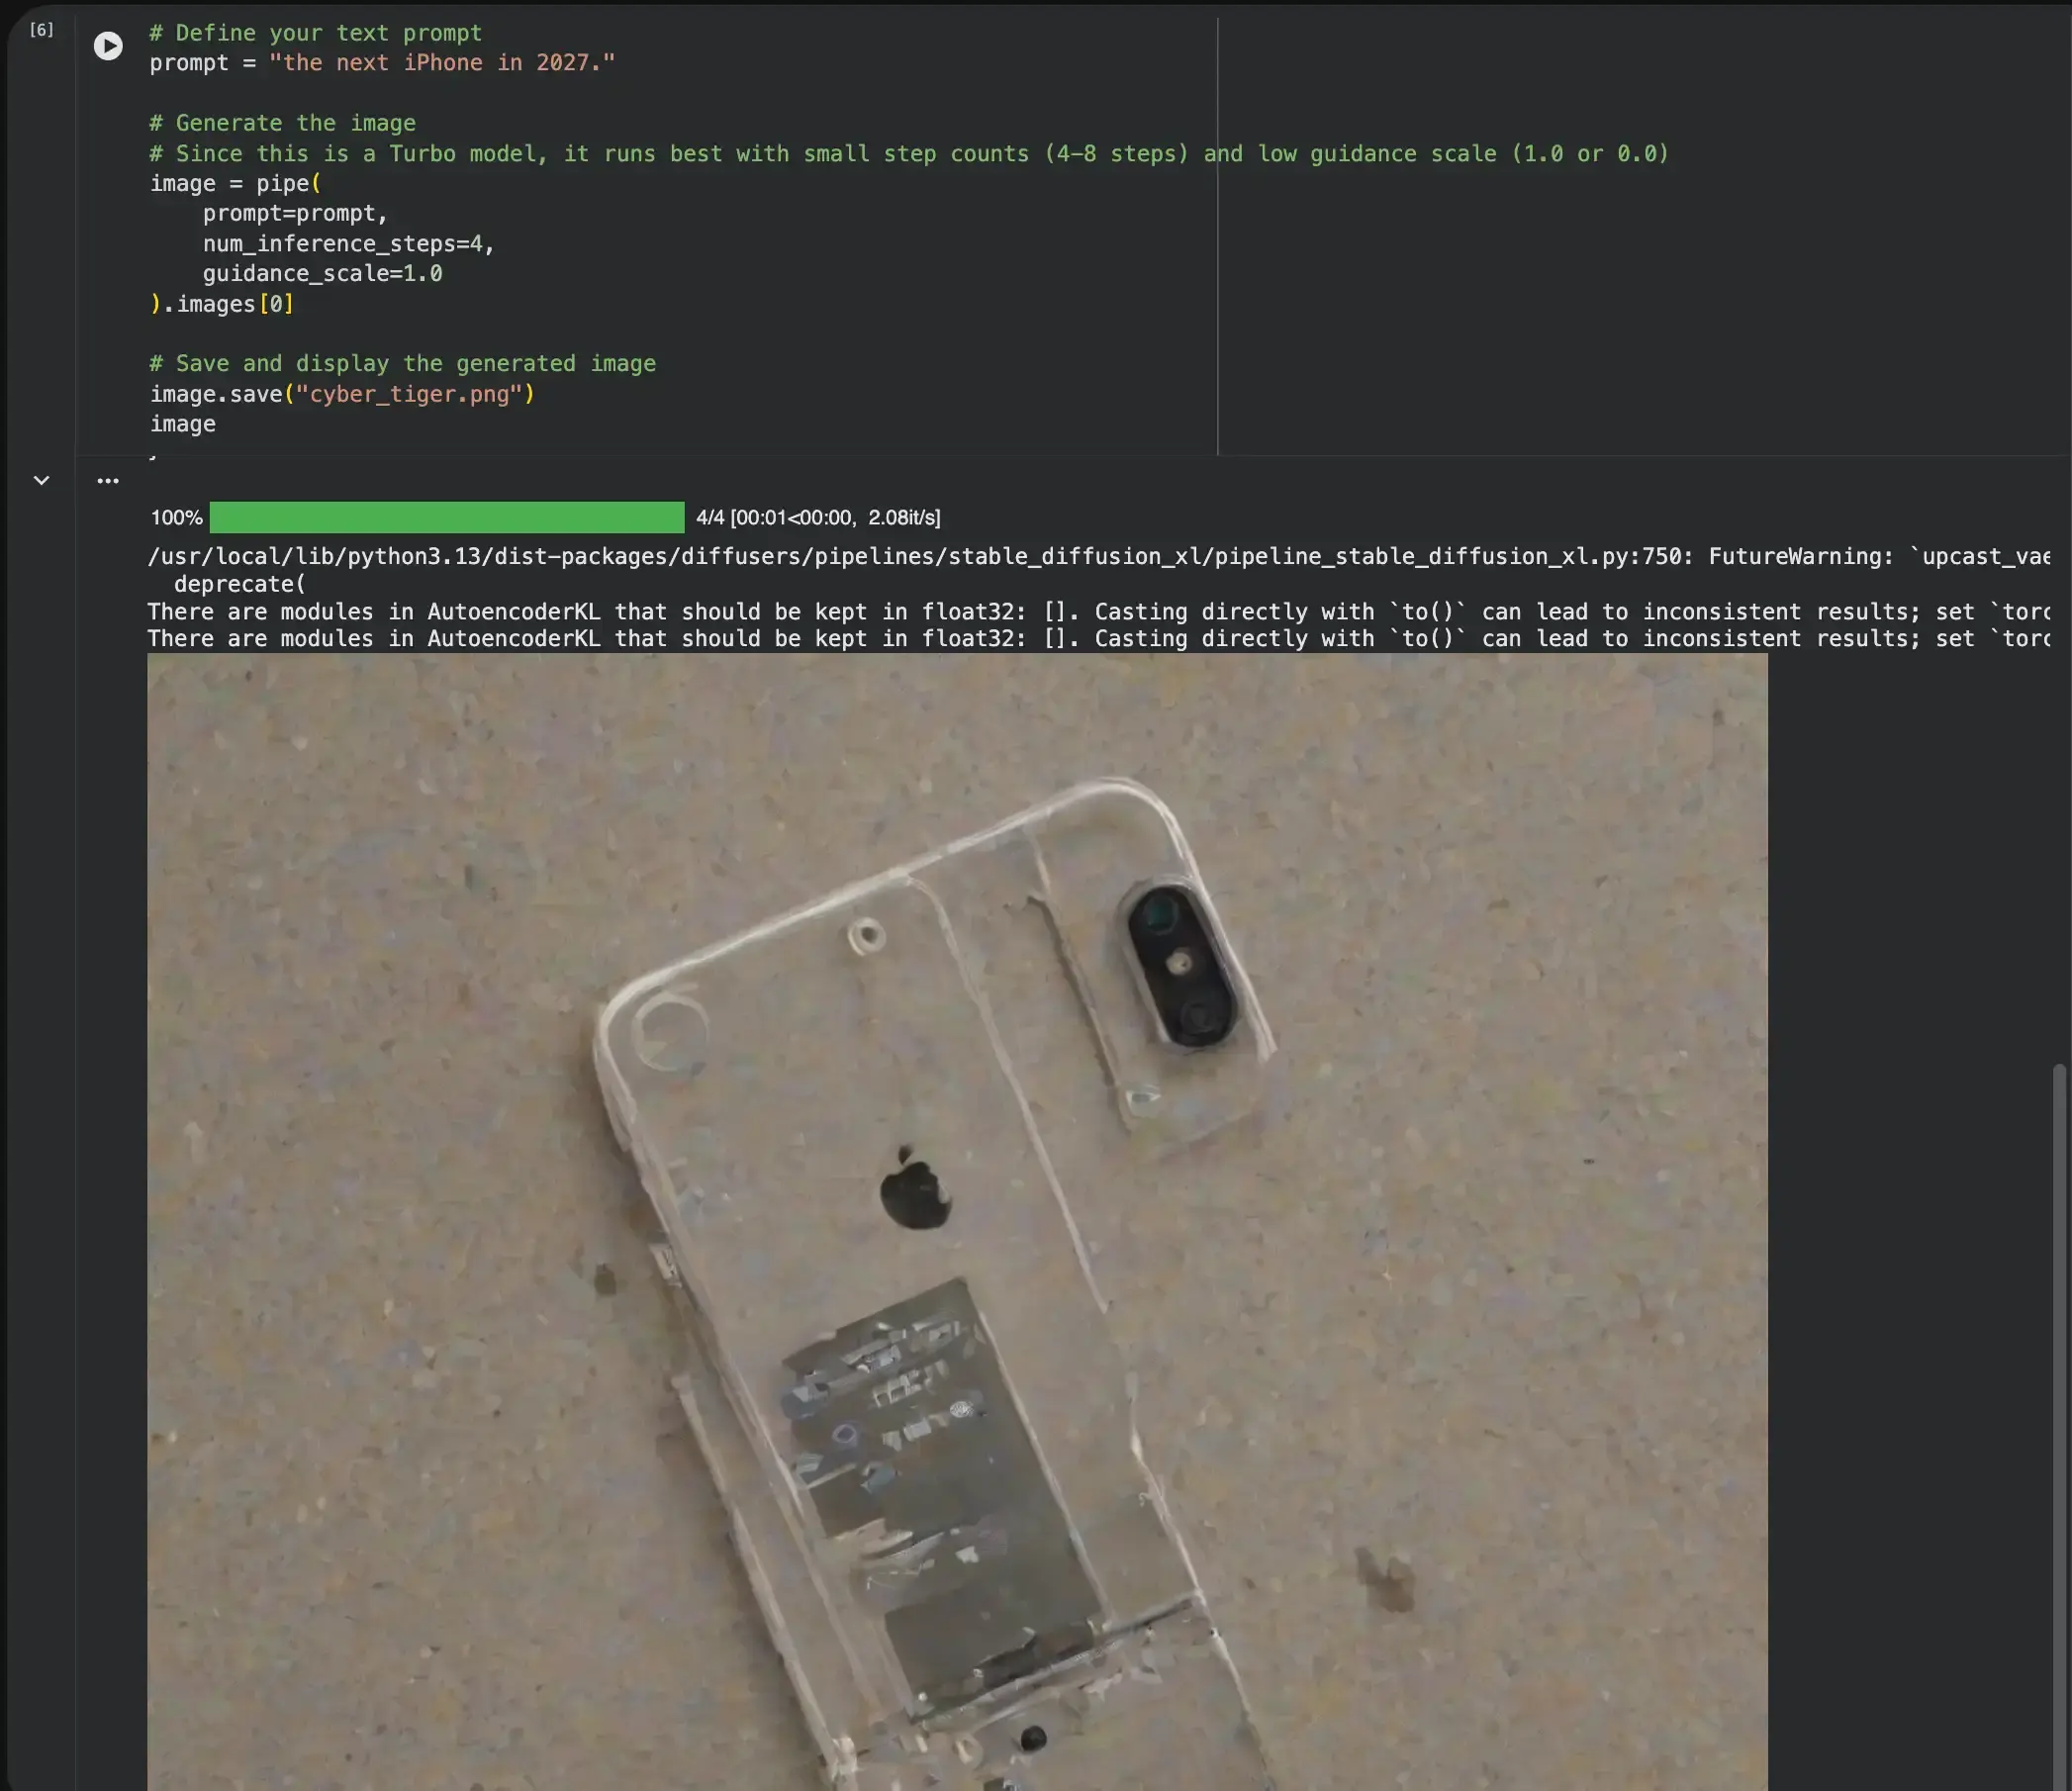 [6]
# Define your text prompt
prompt = "the next iPhone in 2027."
# Generate the image
# Since this is a Turbo model, it runs best with small step counts (4-8 steps) and low guidance scale (1.0 or 0.0)
image = pipe(
    prompt=prompt,
    num_inference_steps=4,
    guidance_scale=1.0
).images[0]
# Save and display the generated image
image.save("cyber_tiger.png")
image
100% 4/4 [00:01<00:00, 2.08it/s]
/usr/local/lib/python3.13/dist-packages/diffusers/pipelines/stable_diffusion_xl/pipeline_stable_diffusion_xl.py:750: FutureWarning: `upcast_vae
  deprecate(
There are modules in AutoencoderKL that should be kept in float32: []. Casting directly with `to()` can lead to inconsistent results; set `torc
There are modules in AutoencoderKL that should be kept in float32: []. Casting directly with `to()` can lead to inconsistent results; set `torc